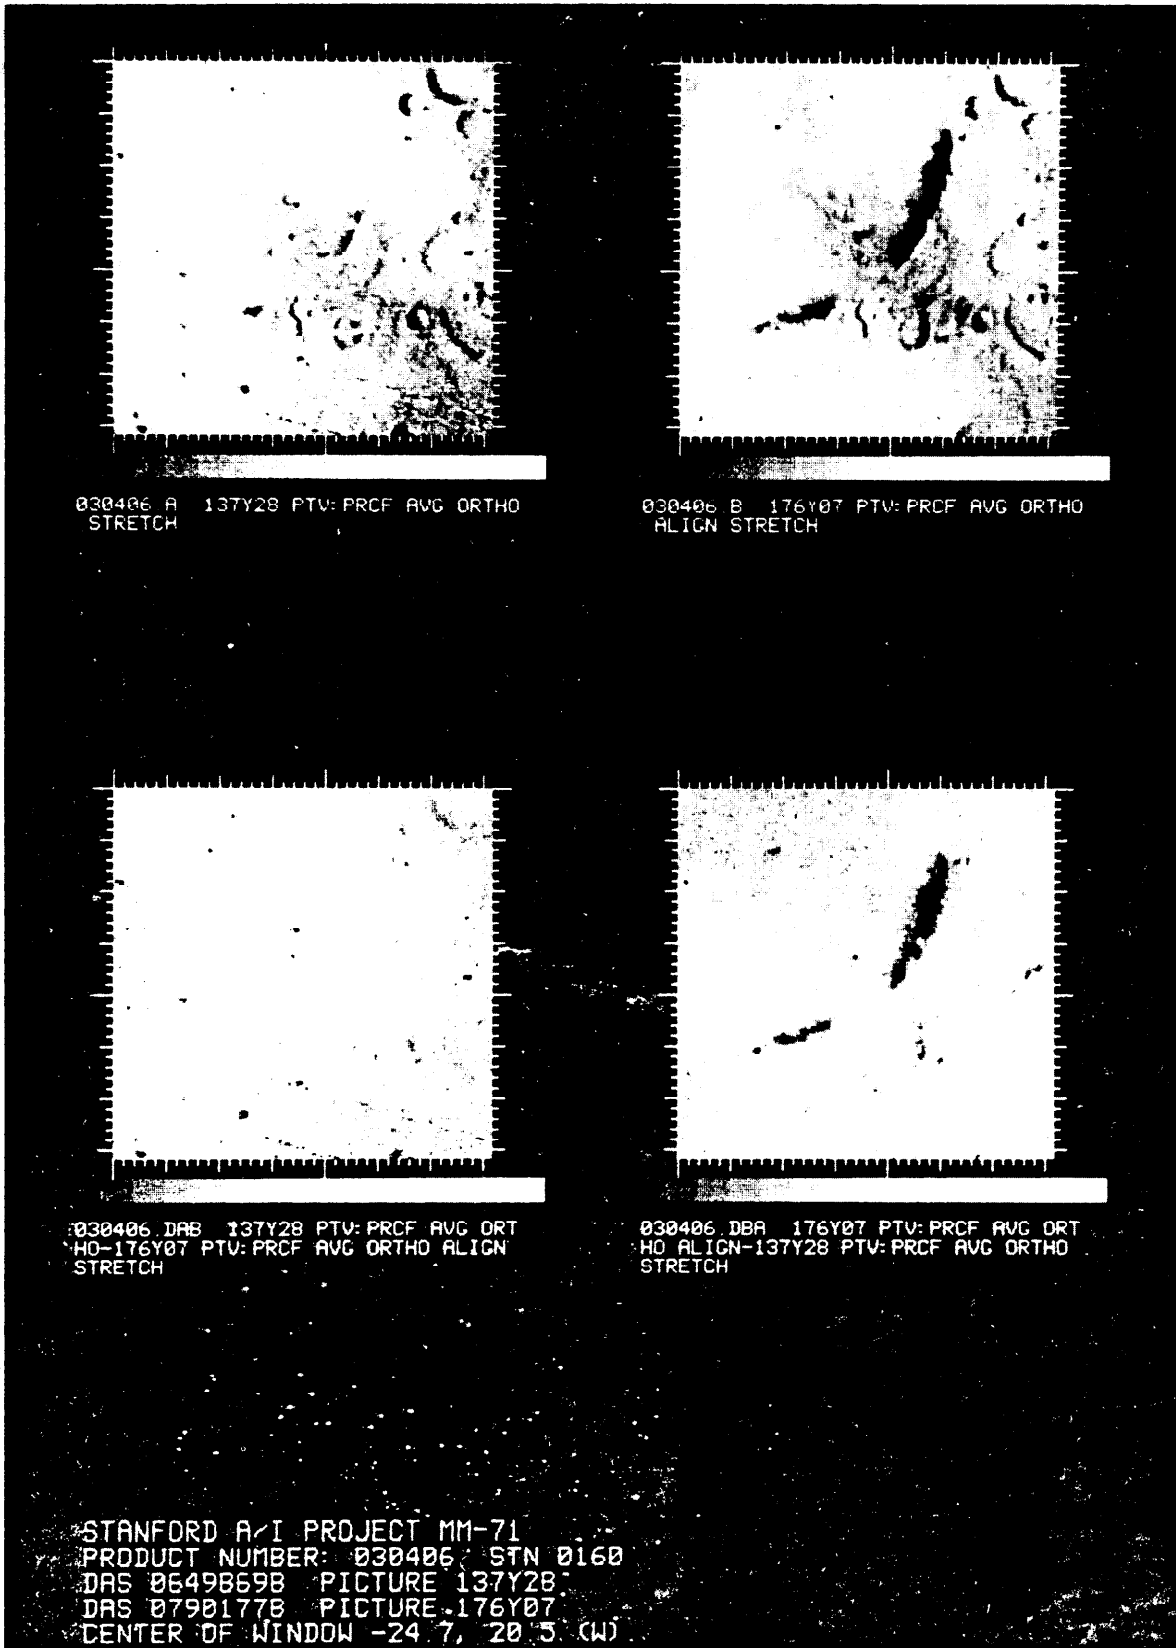 030406.A 137Y28 PTV:PRCF AVG ORTHO
STRETCH
030406.B 176Y07 PTV:PRCF AVG ORTHO
ALIGN STRETCH
030406.DAB 137Y28 PTV:PRCF AVG ORT
HO-176Y07 PTV:PRCF AVG ORTHO ALIGN
STRETCH
030406.DBA 176Y07 PTV:PRCF AVG ORT
HO ALIGN-137Y28 PTV:PRCF AVG ORTHO
STRETCH
STANFORD A/I PROJECT MM-71
PRODUCT NUMBER: 030406, STN 0160
DAS 06498698 PICTURE 137Y28
DAS 07901778 PICTURE 176Y07
CENTER OF WINDOW -24.7, 20.5 (W)